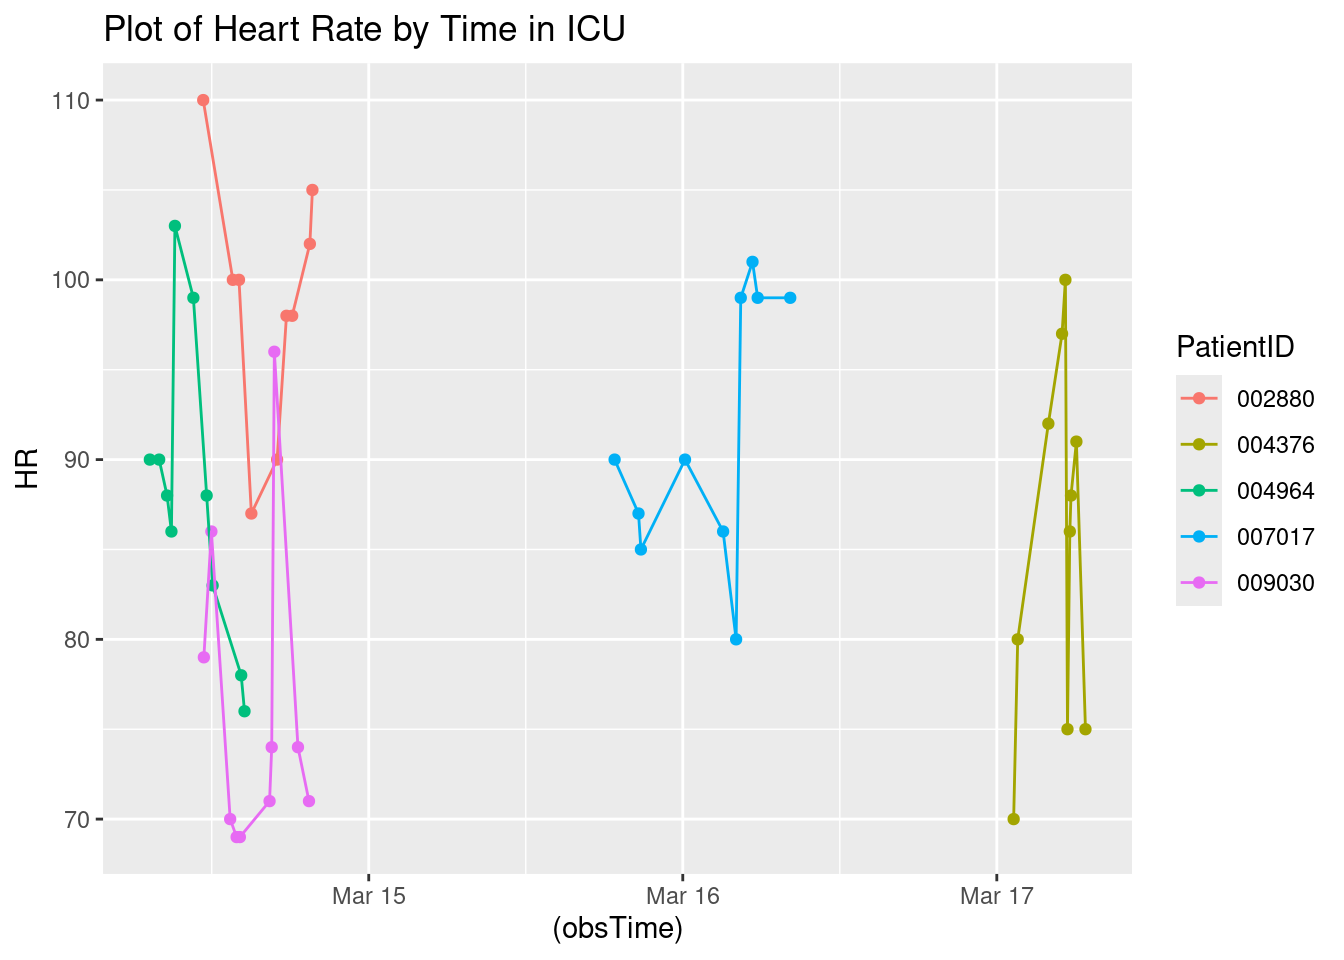 Plot of Heart Rate by Time in ICU
110
100
90
80
70
HR
Mar 15
Mar 16
Mar 17
(obsTime)
PatientID
002880
004376
004964
007017
009030